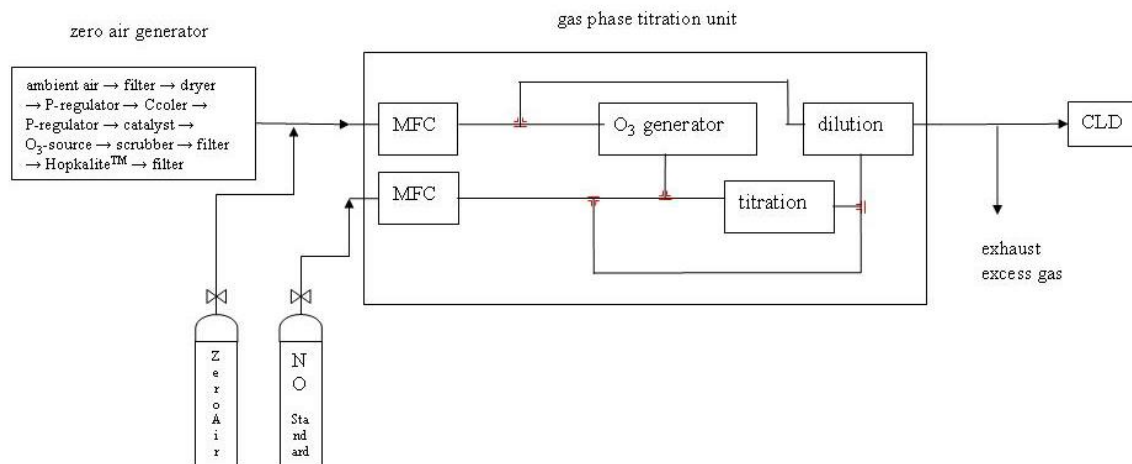 gas phase titration unit
zero air generator
ambient air → filter → dryer
→ P-regulator → Ccoler →
P-regulator → catalyst →
O₃-source → scrubber → filter
→ Hopkalite™ → filter
MFC
O₃ generator
dilution
CLD
MFC
titration
exhaust
excess gas
Z
e
r
o
A
i
r
N
O
Sta
nd
ard